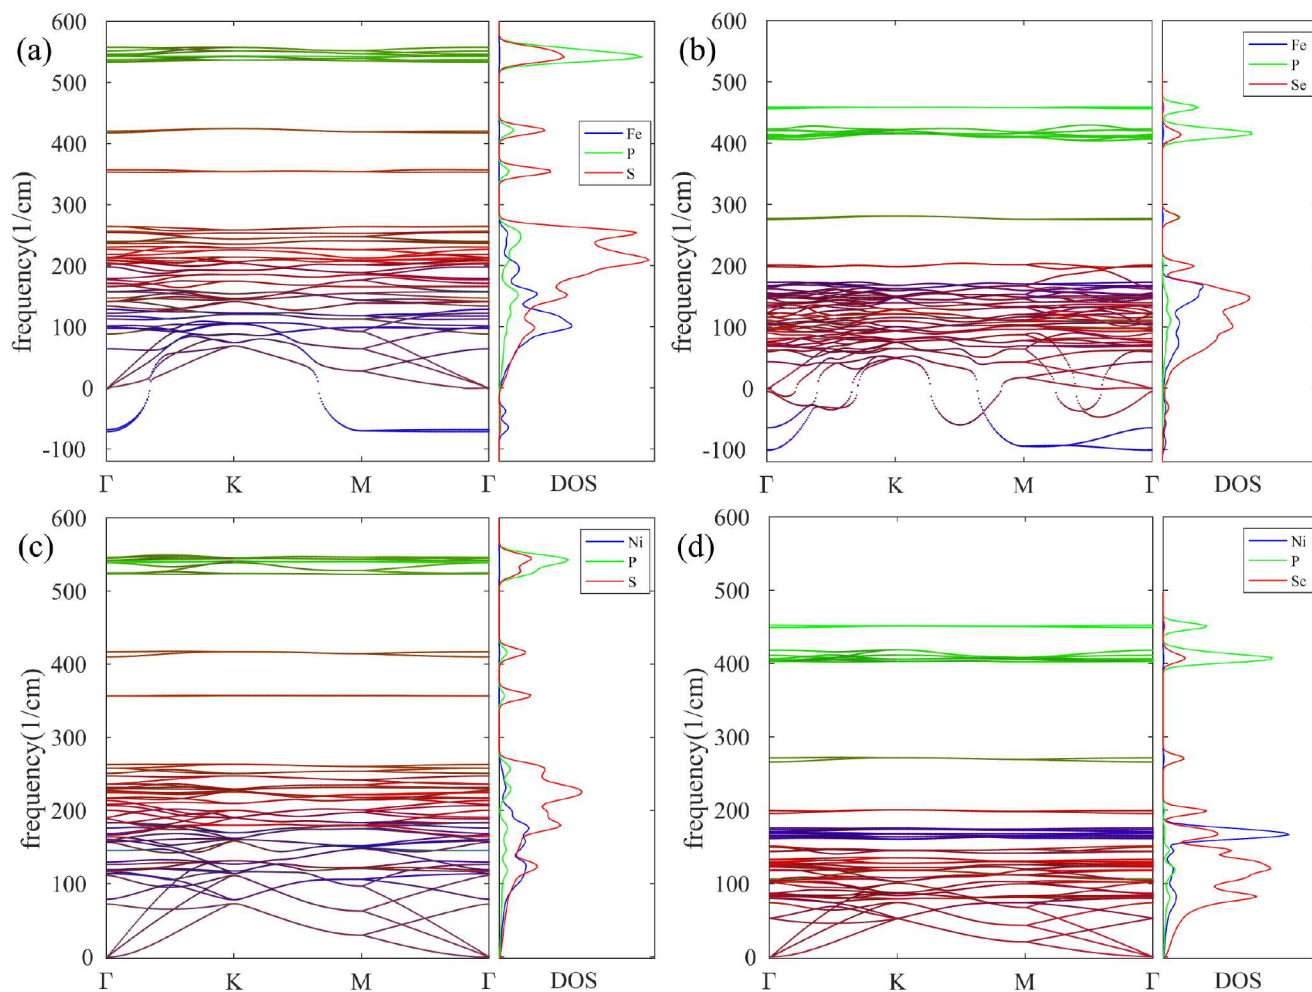 (a)
600
500
400
300
200
100
0
-100
frequency(1/cm)
Γ K M Γ DOS
Fe
P
S
(b)
600
500
400
300
200
100
0
-100
frequency(1/cm)
Γ K M Γ DOS
Fe
P
Se
(c)
600
500
400
300
200
100
0
frequency(1/cm)
Γ K M Γ DOS
Ni
P
S
(d)
600
500
400
300
200
100
0
frequency(1/cm)
Γ K M Γ DOS
Ni
P
Se